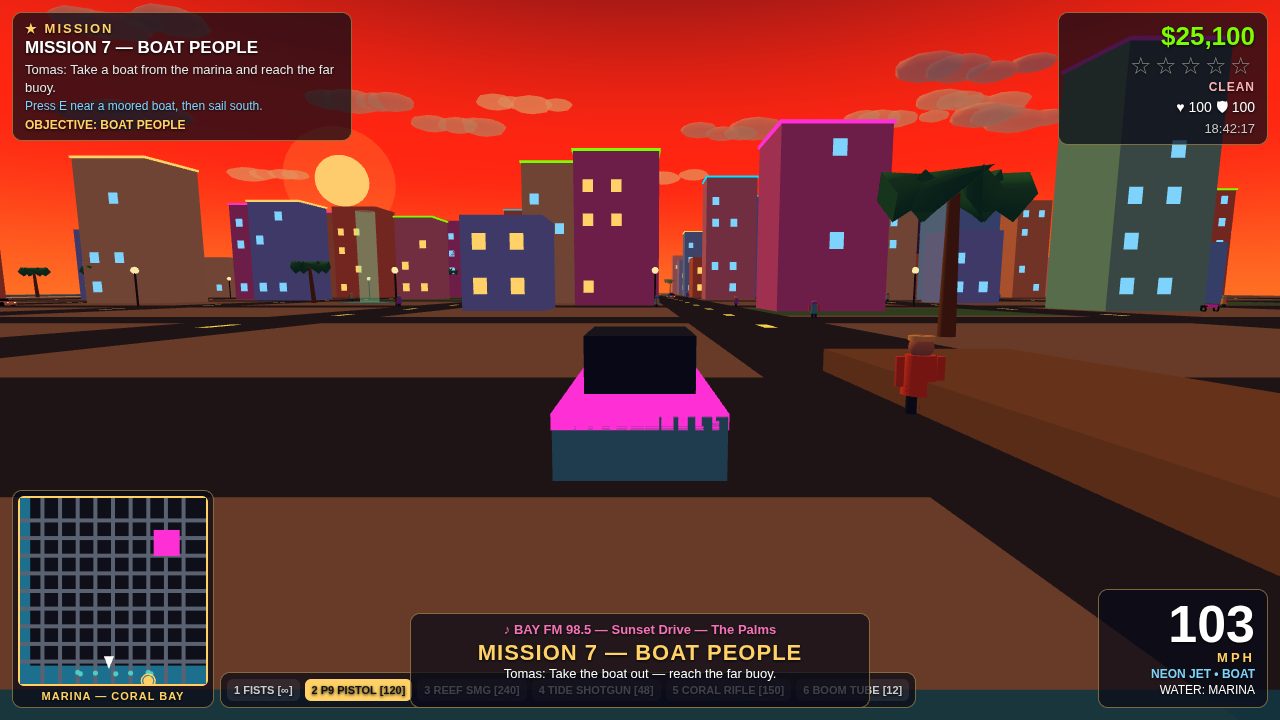 ★ MISSION
MISSION 7 — BOAT PEOPLE
Tomas: Take a boat from the marina and reach the far
buoy.
Press E near a moored boat, then sail south.
OBJECTIVE: BOAT PEOPLE
$25,100
☆☆☆☆☆
CLEAN
♥ 100 🛡 100
18:42:17
MARINA — CORAL BAY
♪ BAY FM 98.5 — Sunset Drive — The Palms
MISSION 7 — BOAT PEOPLE
Tomas: Take the boat out — reach the far buoy.
1 FISTS [∞] 2 P9 PISTOL [120] 3 REEF SMG [240] 4 TIDE SHOTGUN [48] 5 CORAL RIFLE [150] 6 BOOM TUBE [12]
103
MPH
NEON JET • BOAT
WATER: MARINA